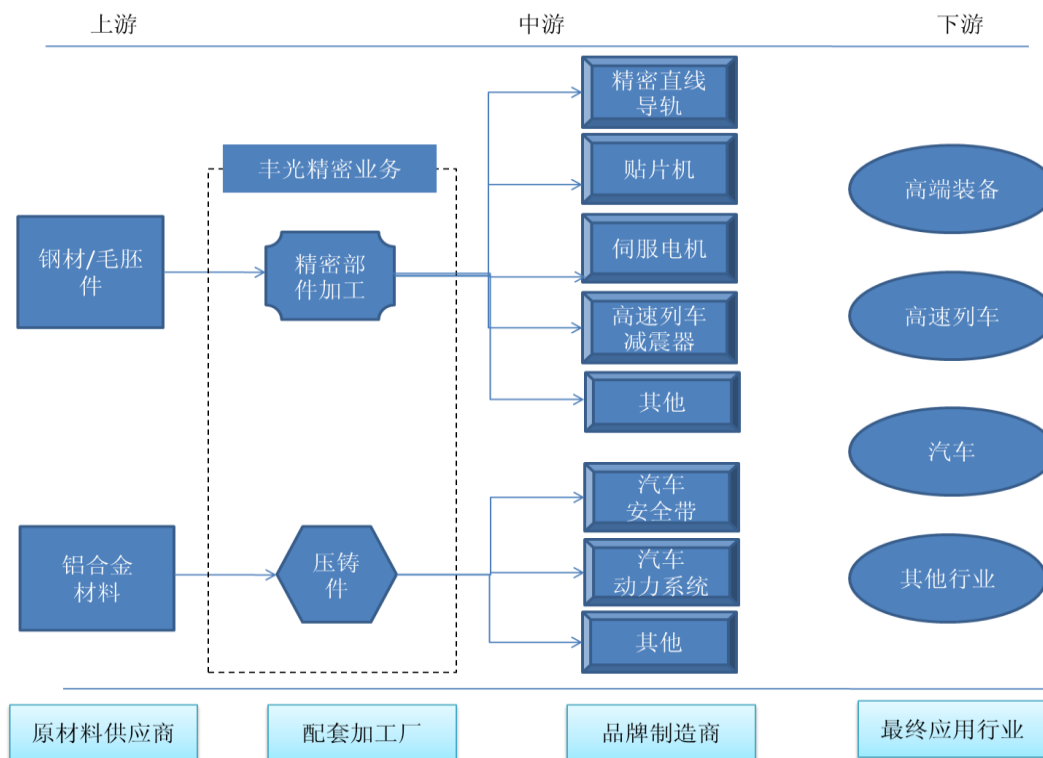 上游
中游
下游
丰光精密业务
钢材/毛胚
件
精密部
件加工
精密直线
导轨
贴片机
伺服电机
高速列车
减震器
其他
铝合金
材料
压铸
件
汽车
安全带
汽车
动力系统
其他
高端装备
高速列车
汽车
其他行业
原材料供应商
配套加工厂
品牌制造商
最终应用行业